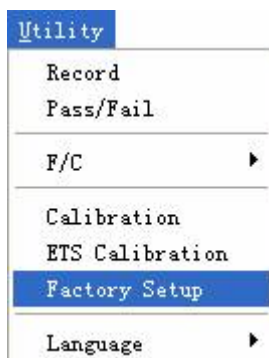 Utility
Record
Pass/Fail
F/C
Calibration
ETS Calibration
Factory Setup
Language